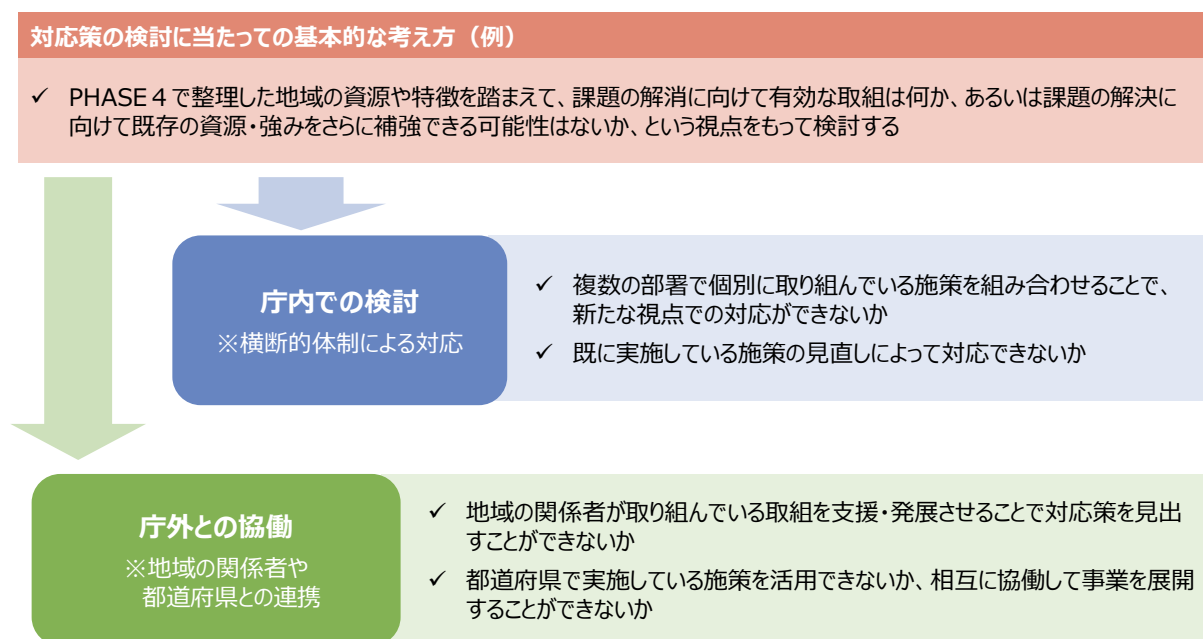 対応策の検討に当たっての基本的な考え方（例）
✓ PHASE４で整理した地域の資源や特徴を踏まえて、課題の解消に向けて有効な取組は何か、あるいは課題の解決に
向けて既存の資源・強みをさらに補強できる可能性はないか、という視点をもって検討する
庁内での検討
※横断的体制による対応
✓ 複数の部署で個別に取り組んでいる施策を組み合わせることで、
新たな視点での対応ができないか
✓ 既に実施している施策の見直しによって対応できないか
庁外との協働
※地域の関係者や
都道府県との連携
✓ 地域の関係者が取り組んでいる取組を支援・発展させることで対応策を見出
すことができないか
✓ 都道府県で実施している施策を活用できないか、相互に協働して事業を展開
することができないか